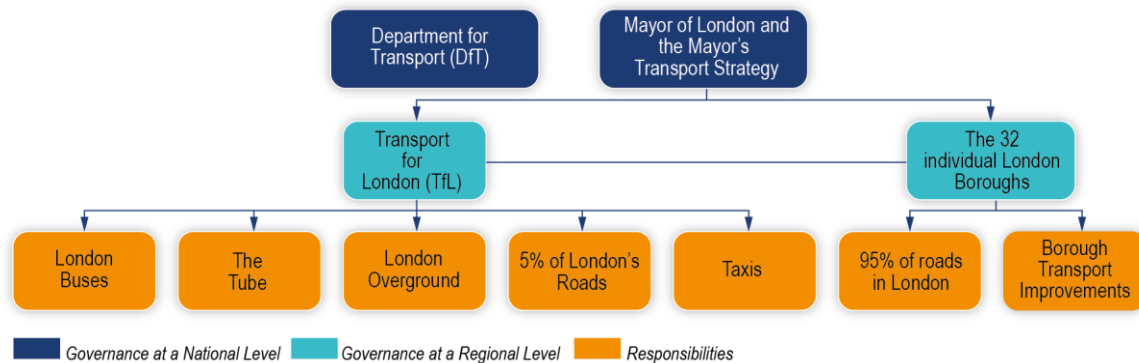 Department for
Transport (DfT)
Mayor of London and
the Mayor's
Transport Strategy
Transport
for
London (TfL)
The 32
individual London
Boroughs
London
Buses
The
Tube
London
Overground
5% of London's
Roads
Taxis
95% of roads
in London
Borough
Transport
Improvements
Governance at a National Level
Governance at a Regional Level
Responsibilities